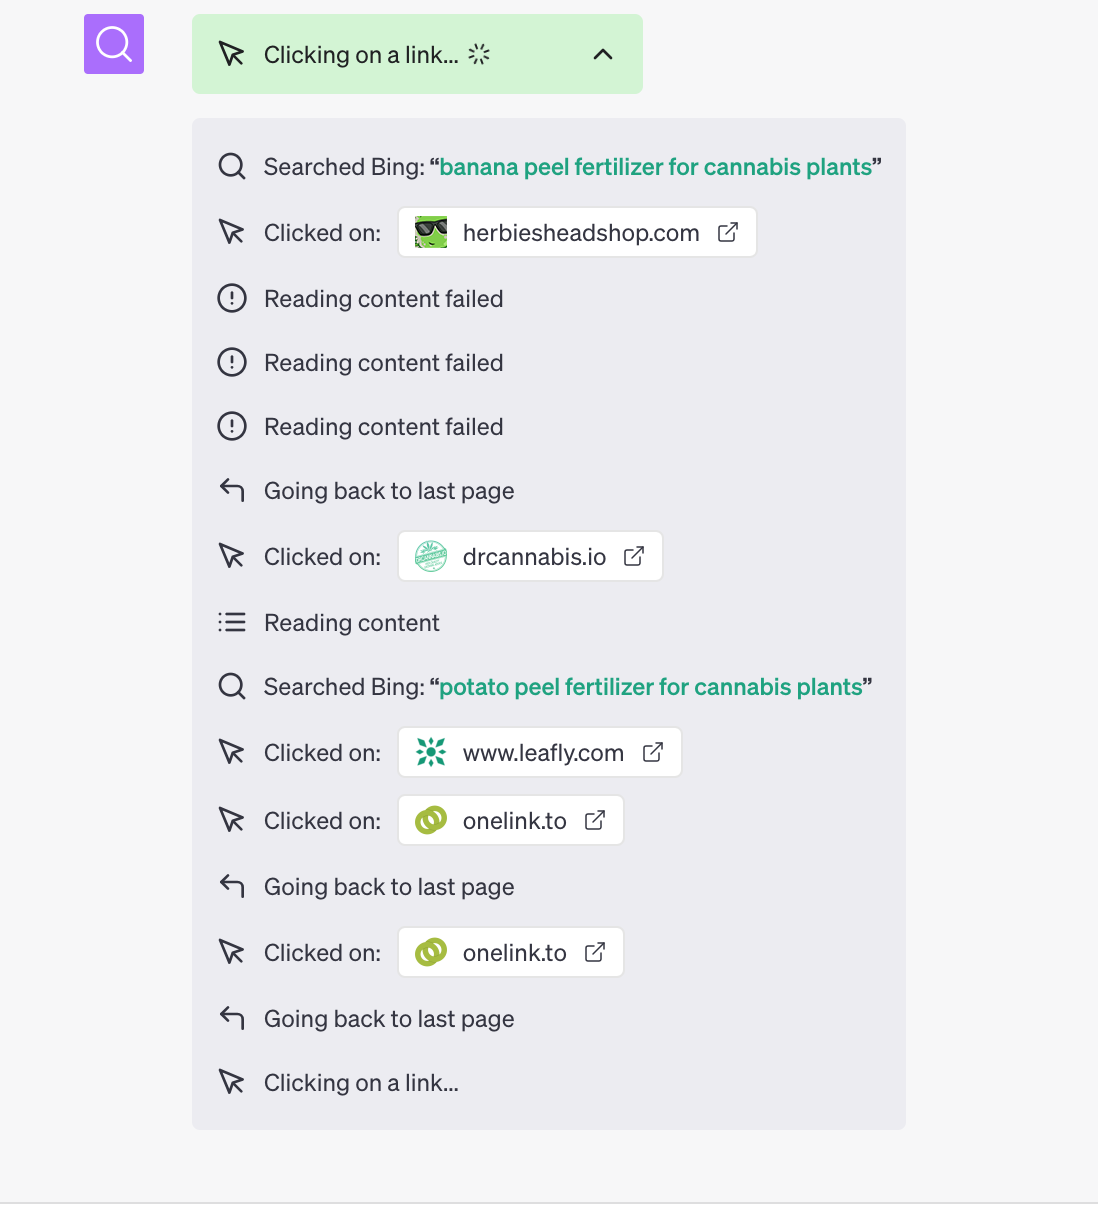 Clicking on a link...
Searched Bing: “banana peel fertilizer for cannabis plants”
Clicked on: herbiesheadshop.com
Reading content failed
Reading content failed
Reading content failed
Going back to last page
Clicked on: drcannabis.io
Reading content
Searched Bing: “potato peel fertilizer for cannabis plants”
Clicked on: www.leafly.com
Clicked on: onelink.to
Going back to last page
Clicked on: onelink.to
Going back to last page
Clicking on a link...